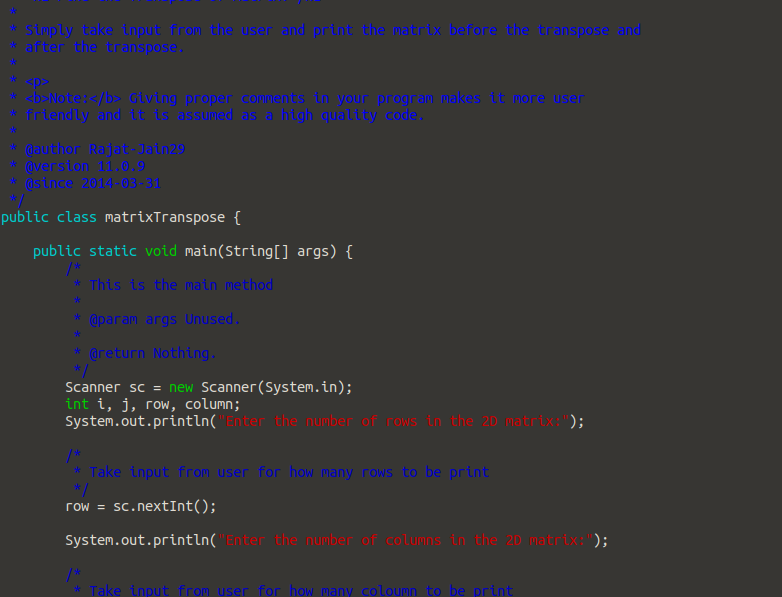 *
* Simply take input from the user and print the matrix before the transpose and
* after the transpose.
*
* <p>
* <b>Note:</b> Giving proper comments in your program makes it more user
* friendly and it is assumed as a high quality code.
*
* @author Rajat-Jain29
* @version 11.0.9
* @since 2014-03-31
*/
public class matrixTranspose {
public static void main(String[] args) {
/*
* This is the main method
*
* @param args Unused.
*
* @return Nothing.
*/
Scanner sc = new Scanner(System.in);
int i, j, row, column;
System.out.println("Enter the number of rows in the 2D matrix:");
/*
* Take input from user for how many rows to be print
*/
row = sc.nextInt();
System.out.println("Enter the number of columns in the 2D matrix:");
/*
* Take input from user for how many coloumn to be print